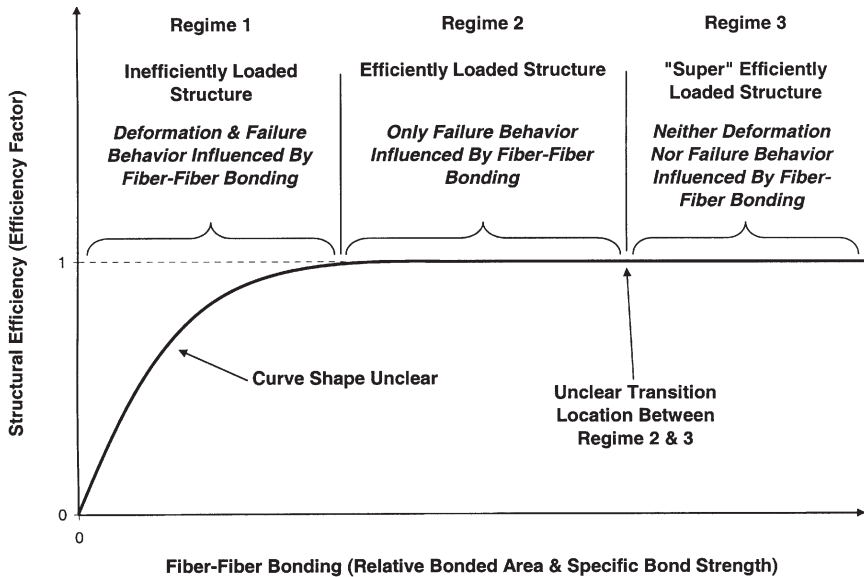 Regime 1
Regime 2
Regime 3
Inefficiently Loaded
Structure
Efficiently Loaded Structure
"Super" Efficiently
Loaded Structure
Deformation & Failure
Behavior Influenced By
Fiber-Fiber Bonding
Only Failure Behavior
Influenced By Fiber-Fiber
Bonding
Neither Deformation
Nor Failure Behavior
Influenced By Fiber-
Fiber Bonding
Structural Efficiency (Efficiency Factor)
1
Curve Shape Unclear
Unclear Transition
Location Between
Regime 2 & 3
0
0
Fiber-Fiber Bonding (Relative Bonded Area & Specific Bond Strength)